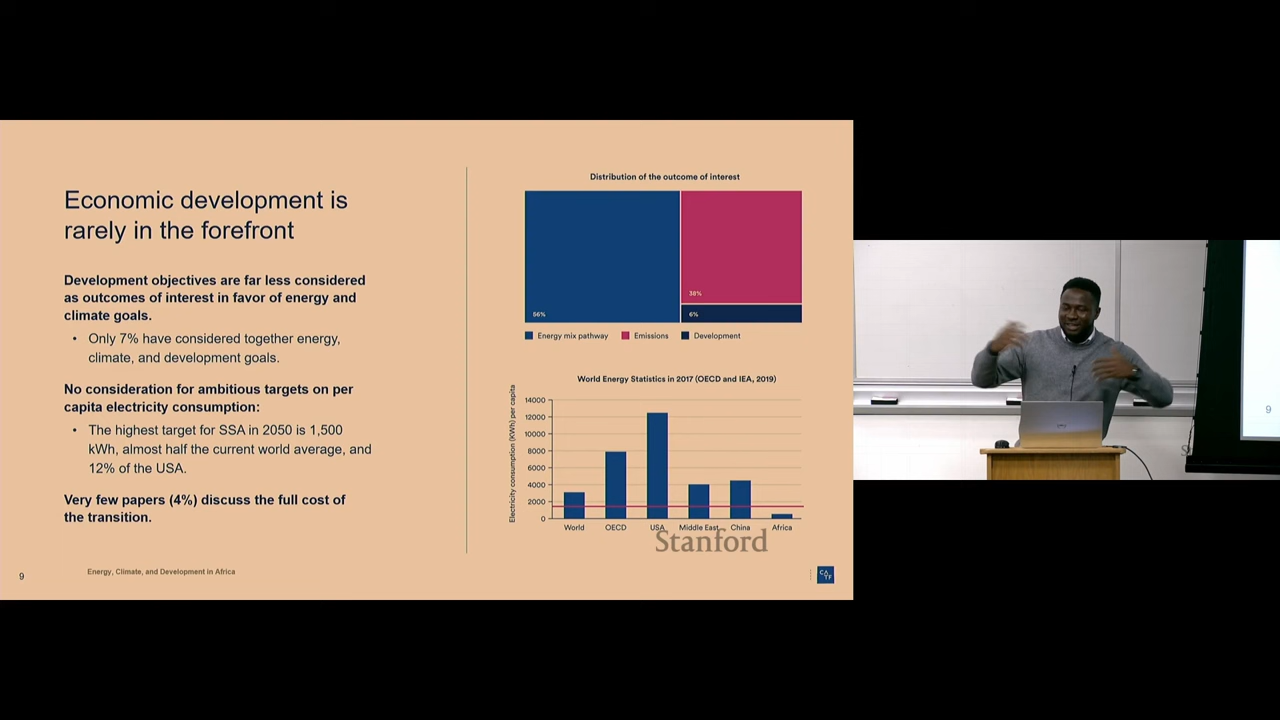 Economic development is
rarely in the forefront
Development objectives are far less considered
as outcomes of interest in favor of energy and
climate goals.
• Only 7% have considered together energy,
climate, and development goals.
No consideration for ambitious targets on per
capita electricity consumption:
• The highest target for SSA in 2050 is 1,500
kWh, almost half the current world average, and
12% of the USA.
Very few papers (4%) discuss the full cost of
the transition.
9
Energy, Climate, and Development in Africa
Distribution of the outcome of interest
56%
38%
6%
Energy mix pathway
Emissions
Development
World Energy Statistics in 2017 (OECD and IEA, 2019)
Electricity consumption (KWh) per capita
14000
12000
10000
8000
6000
4000
2000
0
World
OECD
USA
Middle East
China
Africa
Stanford
CATF
9
S